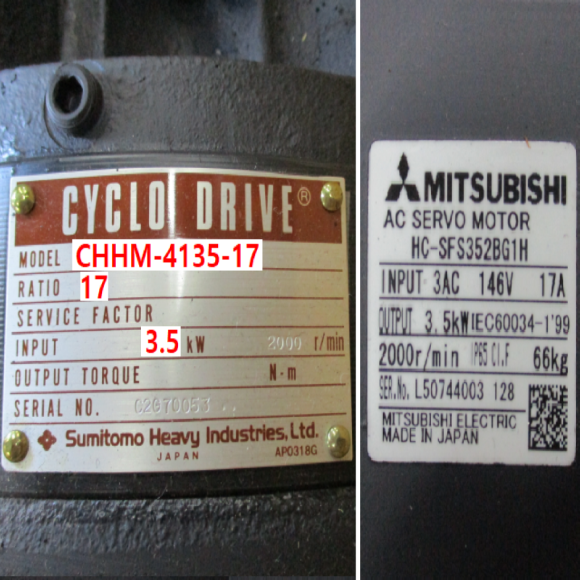 CYCLO DRIVE®
MODEL CHHM-4135-17
RATIO 17
SERVICE FACTOR
INPUT 3.5 kW 2000 r/min
OUTPUT TORQUE N·m
SERIAL NO.
Sumitomo Heavy Industries, Ltd.
JAPAN AP0318G
MITSUBISHI
AC SERVO MOTOR
HC-SFS352BG1H
INPUT 3AC 146V 17A
OUTPUT 3.5kW IEC60034-1'99
2000r/min IP65 Cl.F 66kg
SER.No. L50744003 128
MITSUBISHI ELECTRIC
MADE IN JAPAN